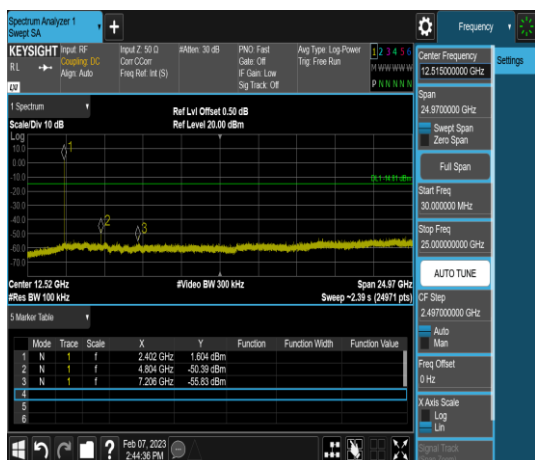 Spectrum Analyzer 1
Swept SA
+
Frequency
KEYSIGHT Input: RF Input Z: 50 Ω #Atten: 30 dB PNO: Fast Avg Type: Log-Power 1 2 3 4 5 6
RL Coupling: DC Corr CCorr Gate: Off Trig: Free Run M W W W W W
Align: Auto Freq Ref: Int (S) IF Gain: Low P N N N N N
Sig Track: Off
LXI
Center Frequency
12.515000000 GHz
Settings
Span
24.9700000 GHz
Swept Span
Zero Span
Full Span
Start Freq
30.000000 MHz
Stop Freq
25.000000000 GHz
AUTO TUNE
CF Step
2.497000000 GHz
Auto
Man
Freq Offset
0 Hz
X Axis Scale
Log
Lin
Signal Track
1 Spectrum
Ref Lvl Offset 0.50 dB
Scale/Div 10 dB Ref Level 20.00 dBm
Log
10.0
0.00
-10.0
-20.0
-30.0
-40.0
-50.0
-60.0
-70.0
1
2
3
DL1 -14.81 dBm
Center 12.52 GHz #Video BW 300 kHz Span 24.97 GHz
#Res BW 100 kHz Sweep ~2.39 s (24971 pts)
5 Marker Table
Mode Trace Scale X Y Function Function Width Function Value
1 N 1 f 2.402 GHz 1.604 dBm
2 N 1 f 4.804 GHz -50.39 dBm
3 N 1 f 7.206 GHz -55.83 dBm
4
5
6
? Feb 07, 2023
2:44:36 PM